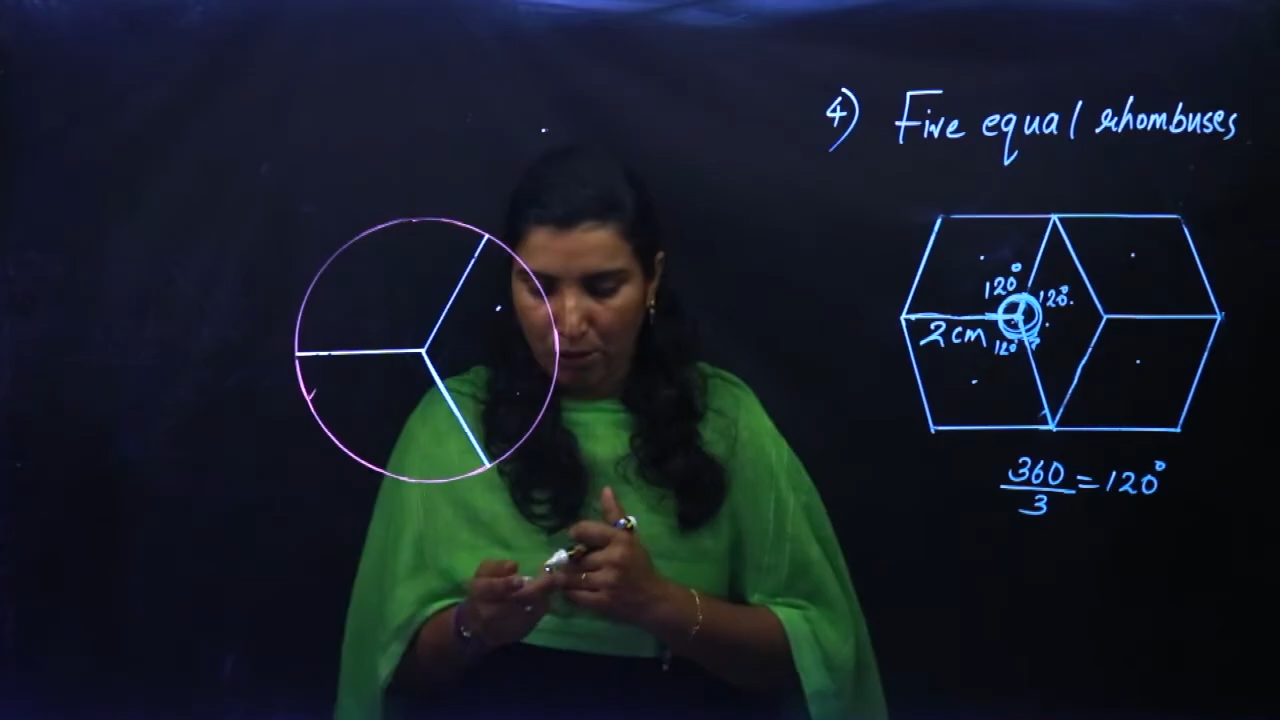 4) Five equal rhombuses
120°
120°.
2 cm
120°
360/3 = 120°